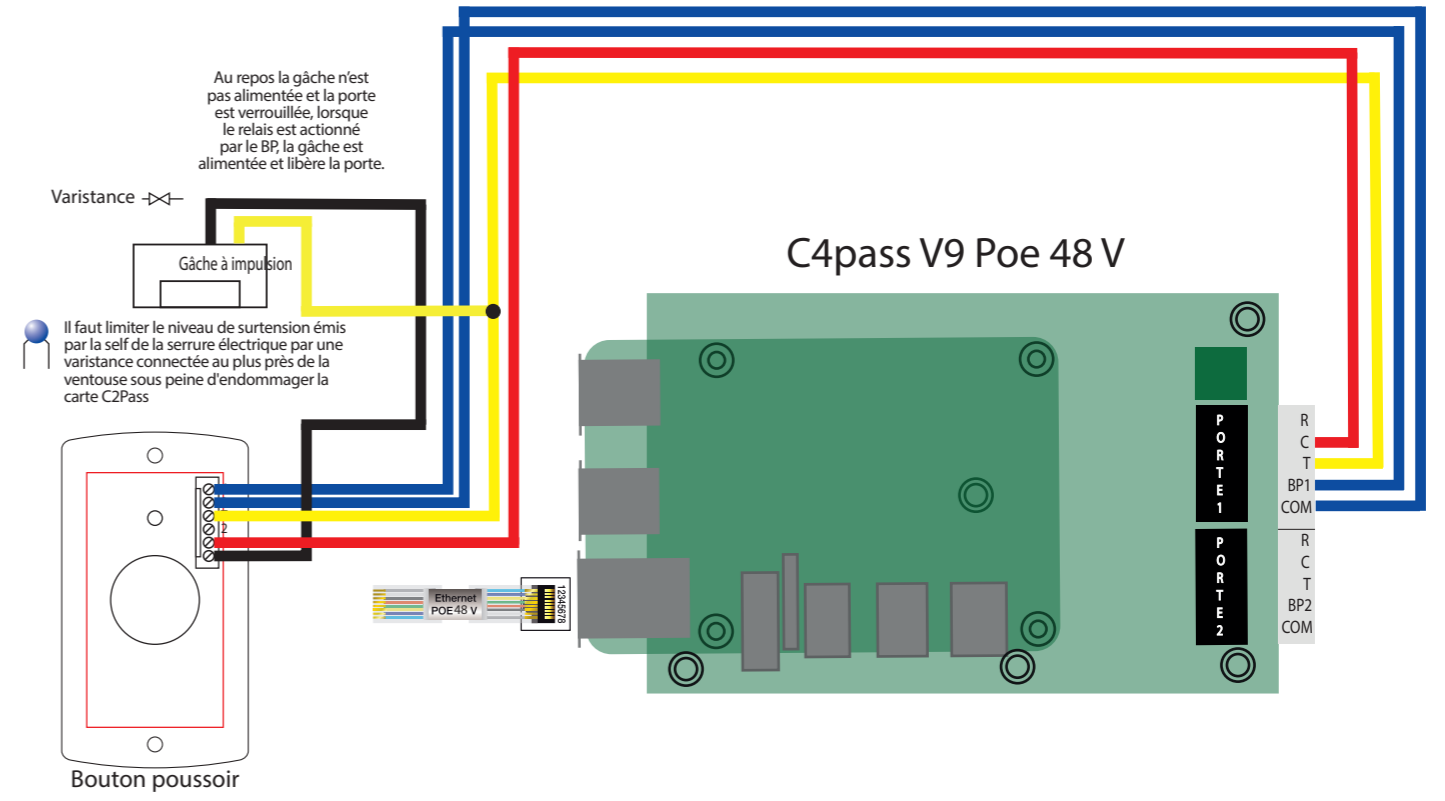 Au repos la gâche n'est
pas alimentée et la porte
est verrouillée, lorsque
le relais est actionné
par le BP, la gâche est
alimentée et libère la porte.
Varistance
Gâche à impulsion
Il faut limiter le niveau de surtension émis
par la self de la serrure électrique par une
varistance connectée au plus près de la
ventouse sous peine d'endommager la
carte C2Pass
2
Bouton poussoir
Ethernet
POE 48 V
12345678
C4pass V9 Poe 48 V
PORTE1
R
C
T
BP1
COM
PORTE2
R
C
T
BP2
COM